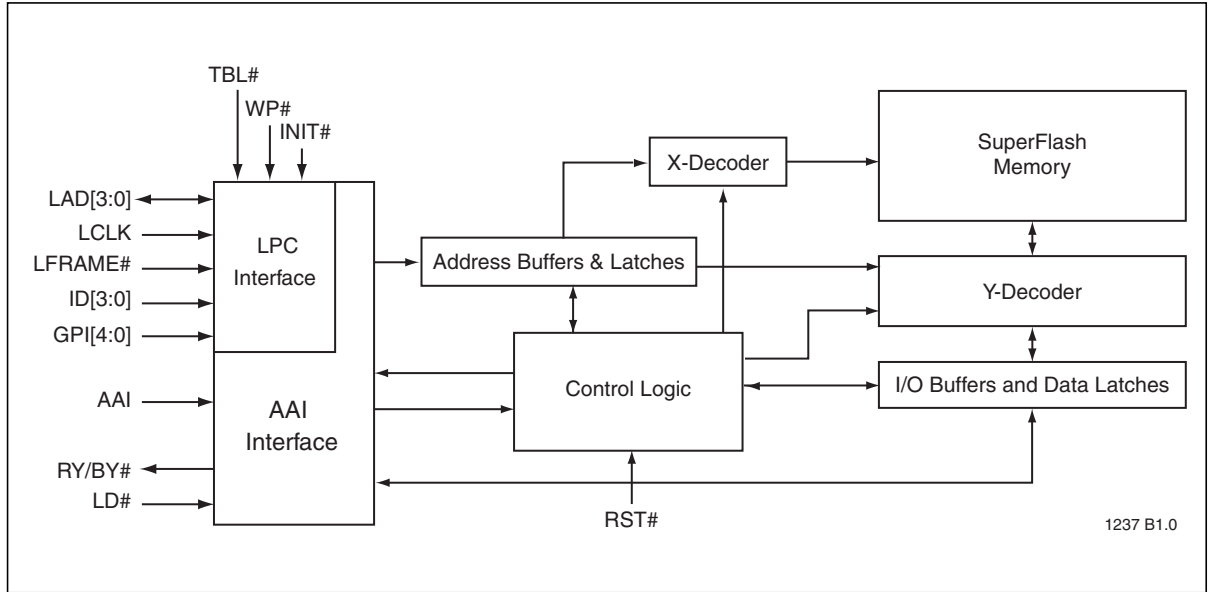 TBL#
WP#
INIT#
LAD[3:0]
LCLK
LFRAME#
ID[3:0]
GPI[4:0]
AAI
RY/BY#
LD#
LPC
Interface
AAI
Interface
Address Buffers & Latches
X-Decoder
SuperFlash
Memory
Y-Decoder
Control Logic
I/O Buffers and Data Latches
RST#
1237 B1.0